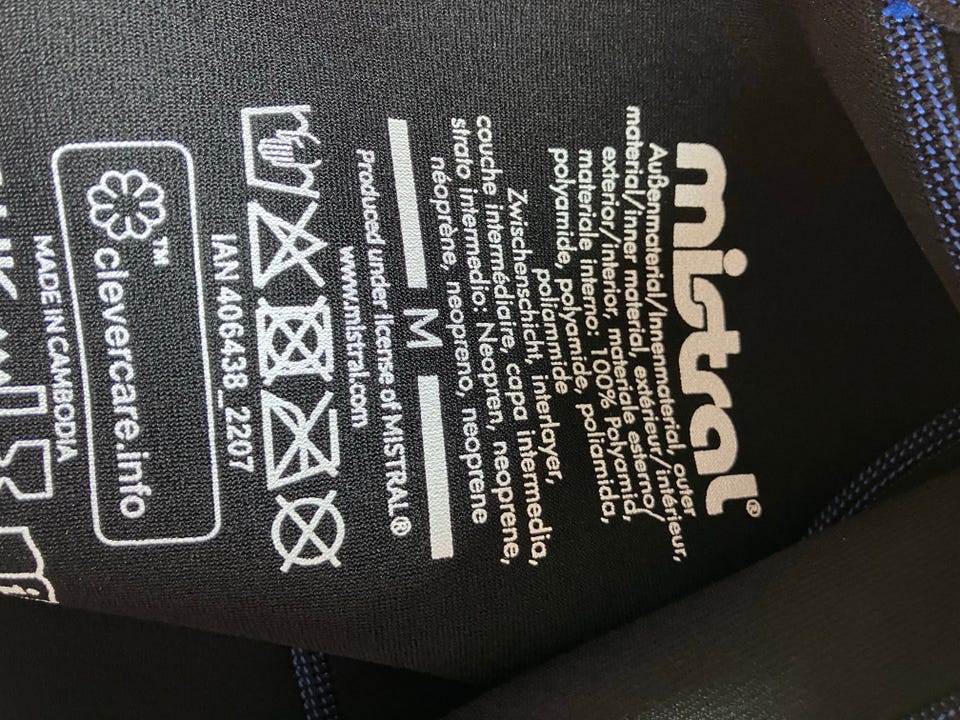 mistral®
Außenmaterial/Innenmaterial, outer
material/inner material, extérieur/intérieur,
exterior/interior, materiale esterno/
materiale interno: 100% Polyamid,
polyamide, polyamide, poliamida,
poliammide
Zwischenschicht, interlayer,
couche intermédiaire, capa intermedia,
strato intermedio: Neopren, neoprene,
néoprène, neopreno, neoprene
M
Produced under license of MISTRAL®
www.mistral.com
IAN 406438_2207
clevercare.info™
MADE IN CAMBODIA